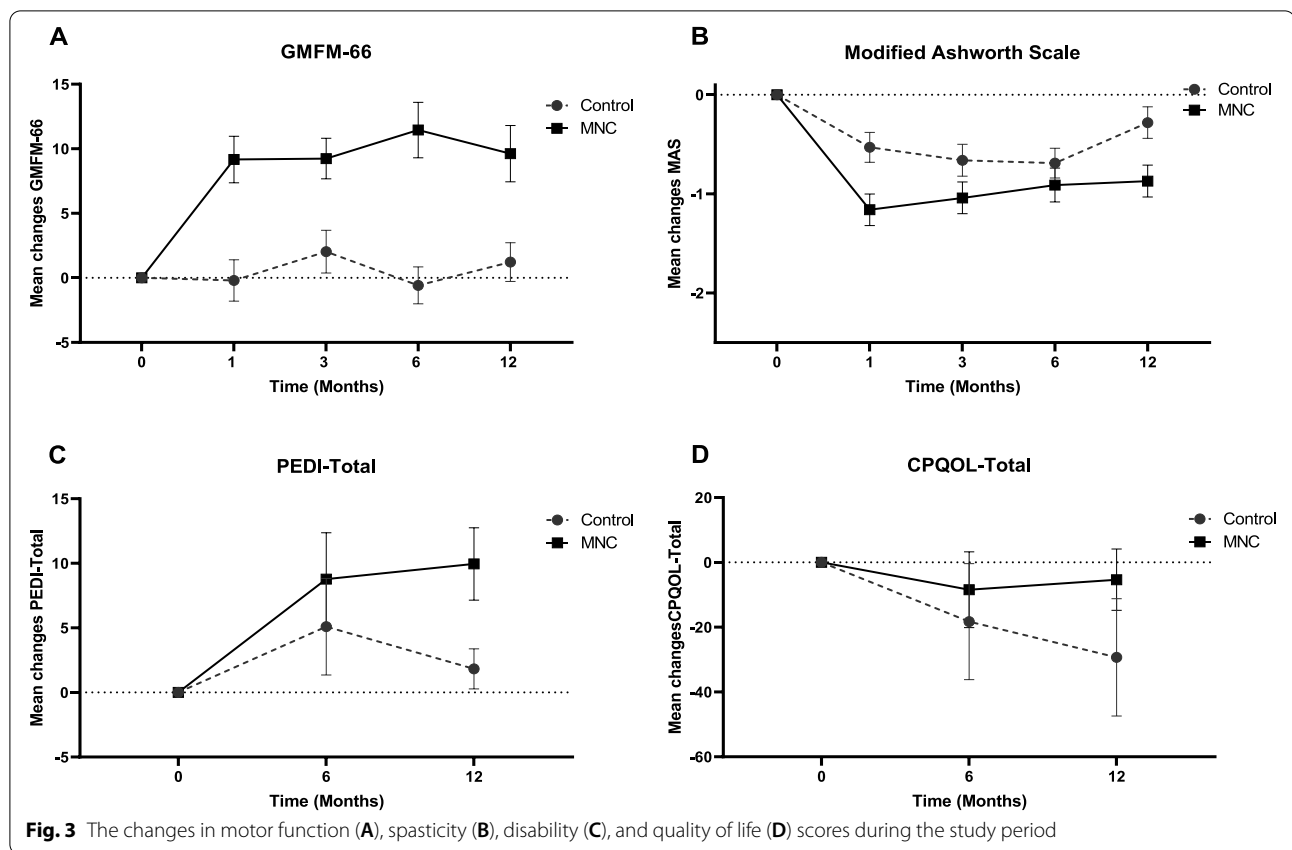 A
GMFM-66
15
10
5
0
-5
Mean changes GMFM-66
0 1 3 6 12
Time (Months)
Control
MNC
B
Modified Ashworth Scale
0
-1
-2
Mean changes MAS
0 1 3 6 12
Time (Months)
Control
MNC
C
PEDI-Total
15
10
5
0
-5
Mean changes PEDI-Total
0 6 12
Time (Months)
Control
MNC
D
CPQOL-Total
20
0
-20
-40
-60
Mean changesCPQOL-Total
0 6 12
Time (Months)
Control
MNC
Fig. 3 The changes in motor function (A), spasticity (B), disability (C), and quality of life (D) scores during the study period